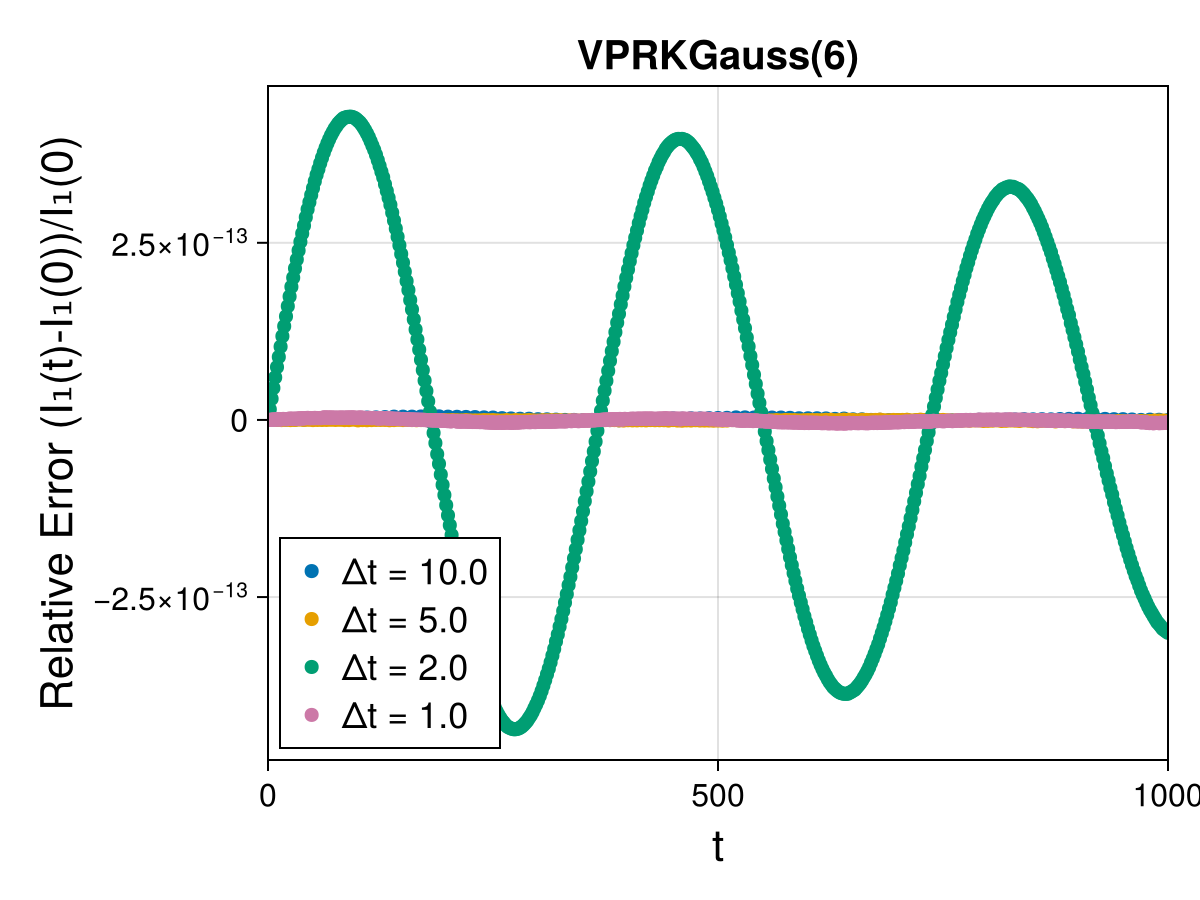 VPRKGauss(6)
Relative Error (I₁(t)-I₁(0))/I₁(0)
2.5×10⁻¹³
0
−2.5×10⁻¹³
Δt = 10.0
Δt = 5.0
Δt = 2.0
Δt = 1.0
0 500 1000
t